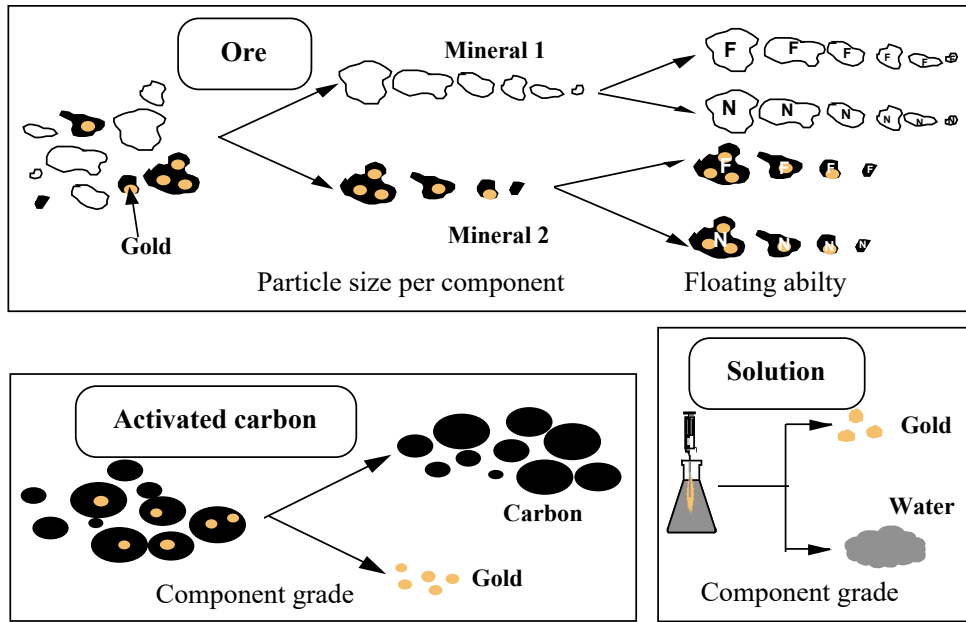 Ore
Mineral 1
F F F F F F
N N N N N N
Gold
Mineral 2
F F F F
N N N N
Particle size per component
Floating abilty
Activated carbon
Carbon
Gold
Component grade
Solution
Gold
Water
Component grade